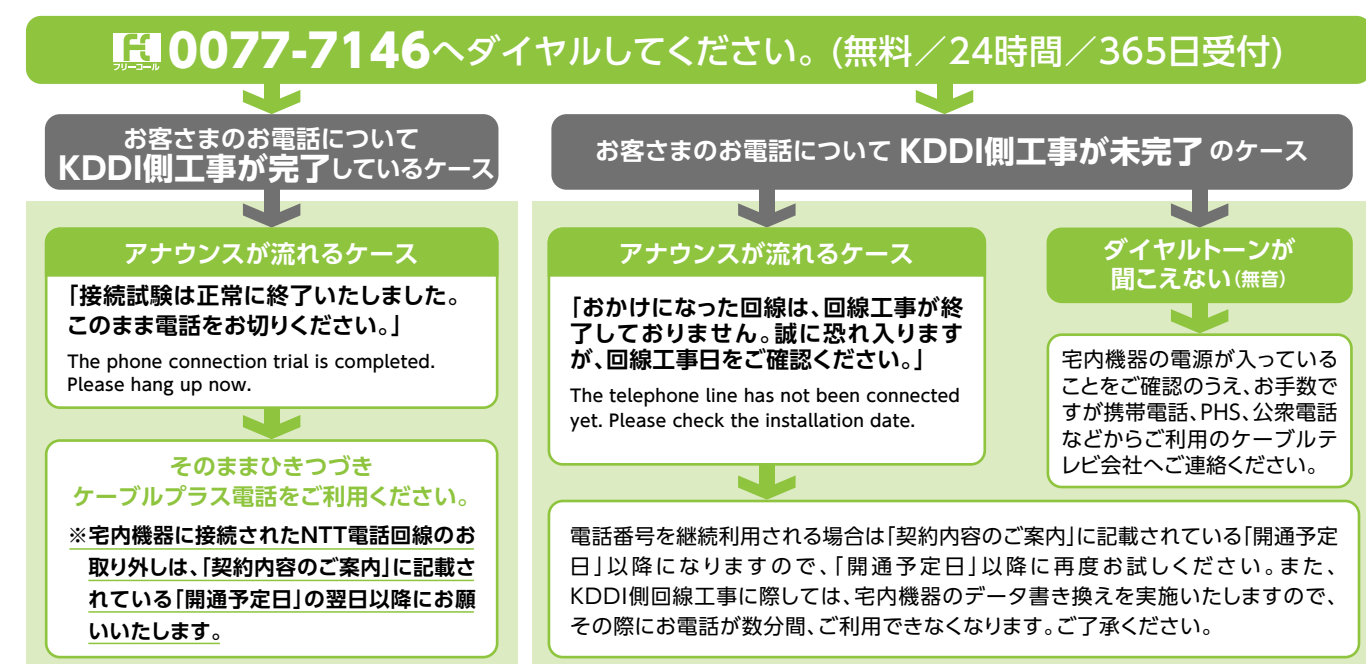 フリーコール 0077-7146へダイヤルしてください。(無料／24時間／365日受付)
お客さまのお電話について
KDDI側工事が完了しているケース
アナウンスが流れるケース
「接続試験は正常に終了いたしました。
このまま電話をお切りください。」
The phone connection trial is completed.
Please hang up now.
そのままひきつづき
ケーブルプラス電話をご利用ください。
※宅内機器に接続されたNTT電話回線のお
取り外しは、「契約内容のご案内」に記載さ
れている「開通予定日」の翌日以降にお願
いいたします。
お客さまのお電話について KDDI側工事が未完了 のケース
アナウンスが流れるケース
「おかけになった回線は、回線工事が終
了しておりません。誠に恐れ入ります
が、回線工事日をご確認ください。」
The telephone line has not been connected
yet. Please check the installation date.
ダイヤルトーンが
聞こえない(無音)
宅内機器の電源が入っている
ことをご確認のうえ、お手数で
すが携帯電話、PHS、公衆電話
などからご利用のケーブルテ
レビ会社へご連絡ください。
電話番号を継続利用される場合は「契約内容のご案内」に記載されている「開通予定
日」以降になりますので、「開通予定日」以降に再度お試しください。また、
KDDI側回線工事に際しては、宅内機器のデータ書き換えを実施いたしますので、
その際にお電話が数分間、ご利用できなくなります。ご了承ください。